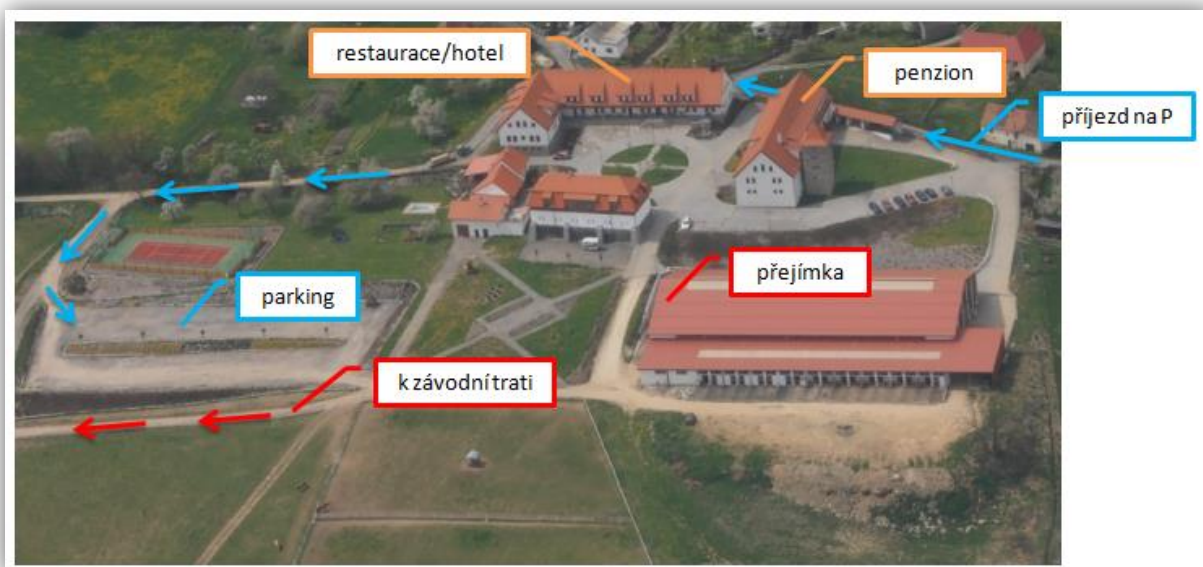 restaurace/hotel
penzion
příjezd na P
přejímka
parking
k závodní trati